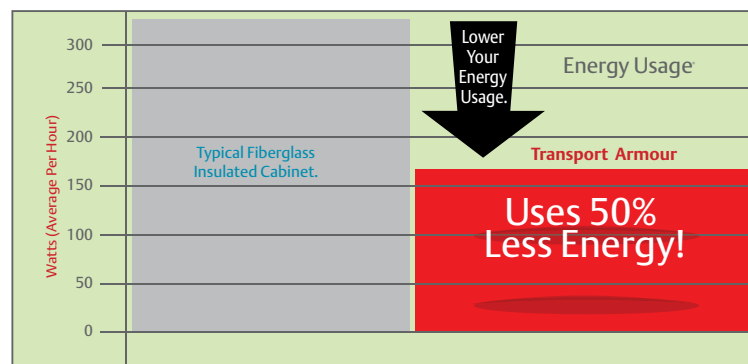 Lower
Your
Energy
Usage.
Energy Usage
300
250
200
150
100
50
0
Watts (Average Per Hour)
Typical Fiberglass
Insulated Cabinet.
Transport Armour
Uses 50%
Less Energy!